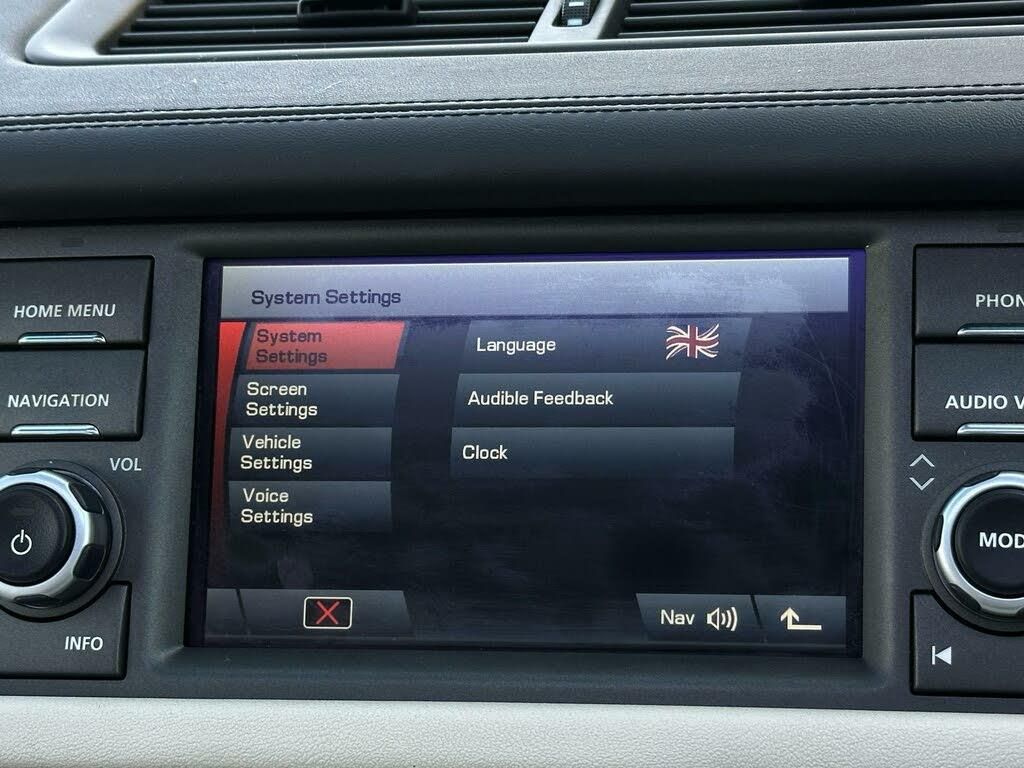 HOME MENU
NAVIGATION
VOL
INFO
System Settings
System
Settings
Screen
Settings
Vehicle
Settings
Voice
Settings
Language
Audible Feedback
Clock
Nav
PHON
AUDIO V
MOD